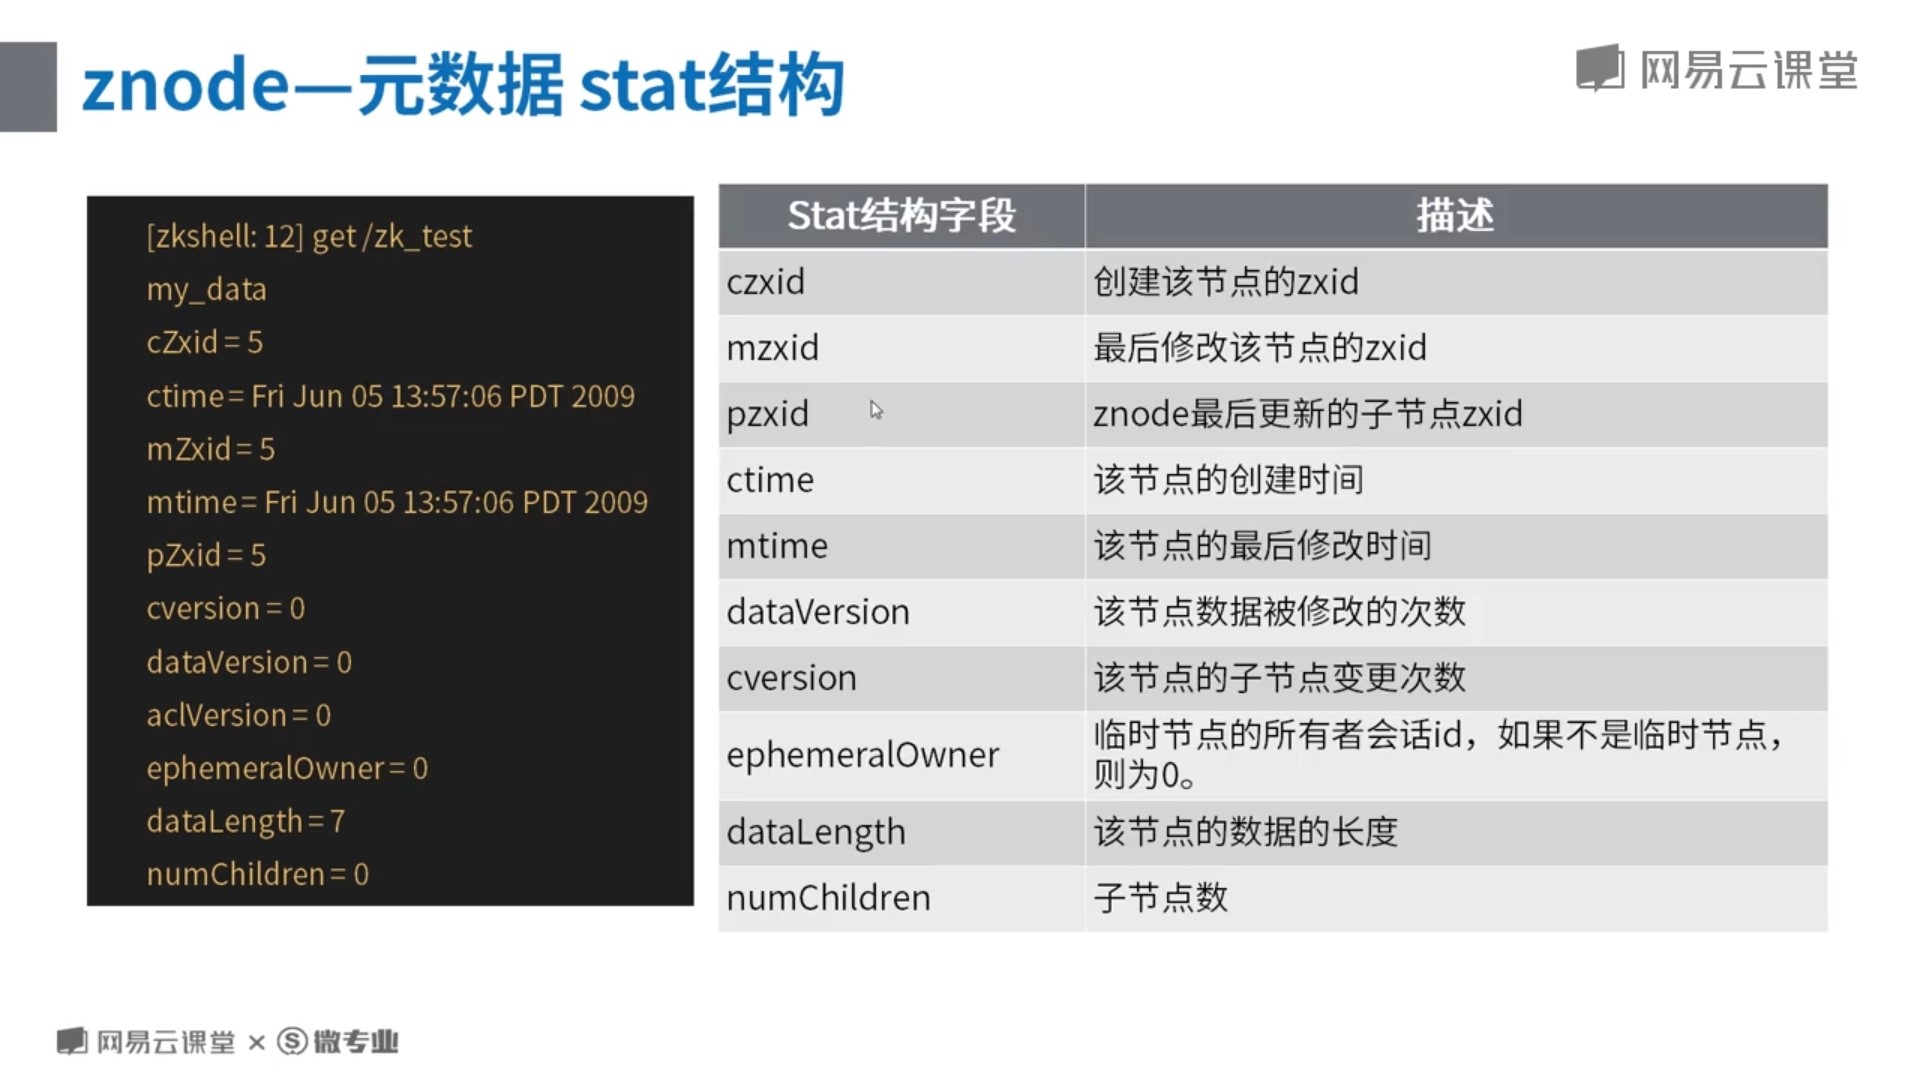 znode—元数据 stat结构
网易云课堂
[zkshell: 12] get /zk_test
my_data
cZxid = 5
ctime = Fri Jun 05 13:57:06 PDT 2009
mZxid = 5
mtime = Fri Jun 05 13:57:06 PDT 2009
pZxid = 5
cversion = 0
dataVersion = 0
aclVersion = 0
ephemeralOwner = 0
dataLength = 7
numChildren = 0
Stat结构字段 描述
czxid 创建该节点的zxid
mzxid 最后修改该节点的zxid
pzxid znode最后更新的子节点zxid
ctime 该节点的创建时间
mtime 该节点的最后修改时间
dataVersion 该节点数据被修改的次数
cversion 该节点的子节点变更次数
ephemeralOwner 临时节点的所有者会话id，如果不是临时节点，
则为0。
dataLength 该节点的数据的长度
numChildren 子节点数
网易云课堂 × S 微专业